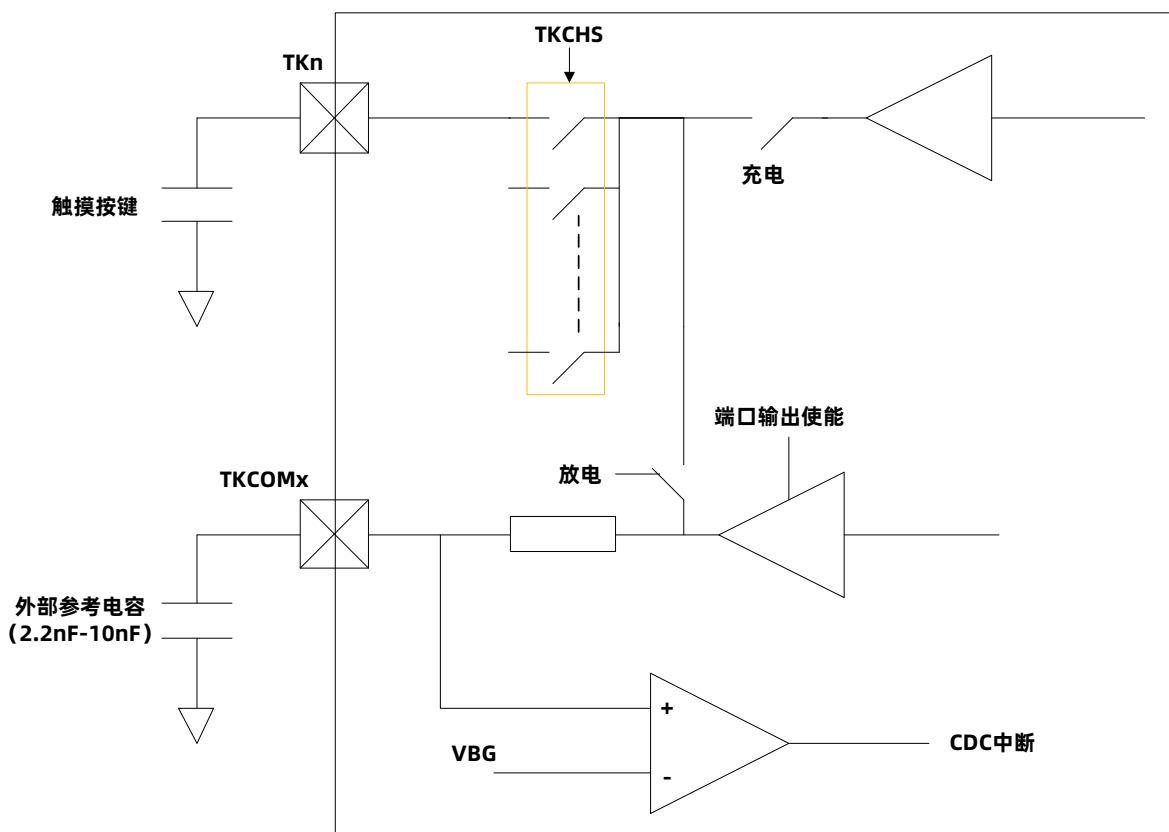 TKCHS
TKn
充电
触摸按键
端口输出使能
放电
TKCOMx
外部参考电容
（2.2nF-10nF）
+
VBG
-
CDC中断